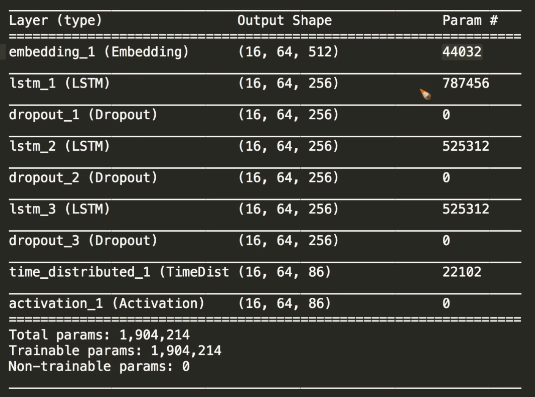 Layer (type) Output Shape Param #
embedding_1 (Embedding) (16, 64, 512) 44032
lstm_1 (LSTM) (16, 64, 256) 787456
dropout_1 (Dropout) (16, 64, 256) 0
lstm_2 (LSTM) (16, 64, 256) 525312
dropout_2 (Dropout) (16, 64, 256) 0
lstm_3 (LSTM) (16, 64, 256) 525312
dropout_3 (Dropout) (16, 64, 256) 0
time_distributed_1 (TimeDist (16, 64, 86) 22102
activation_1 (Activation) (16, 64, 86) 0
Total params: 1,904,214
Trainable params: 1,904,214
Non-trainable params: 0